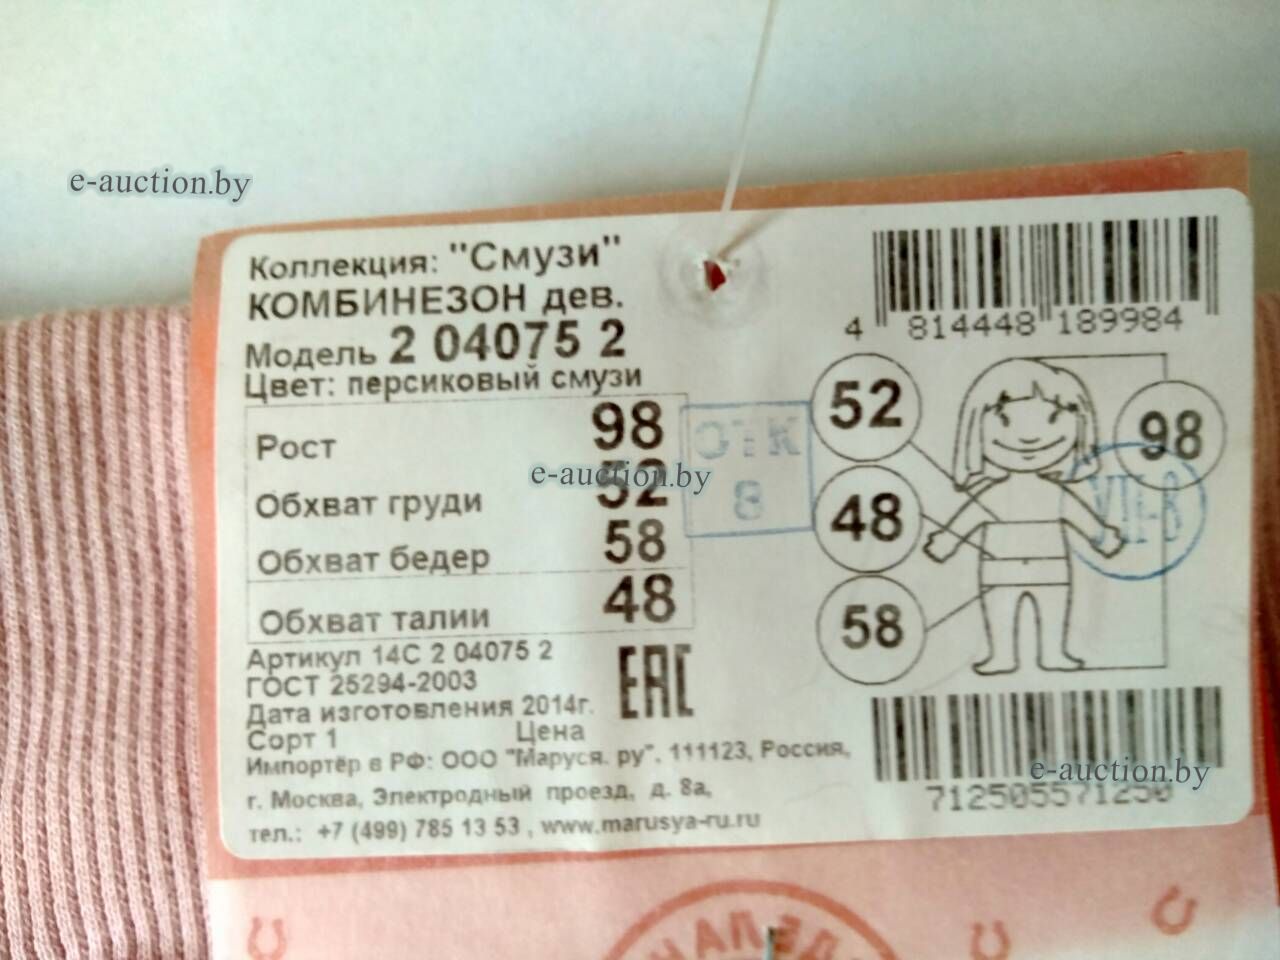 e-auction.by
Коллекция: "Смузи"
КОМБИНЕЗОН дев.
Модель 2 04075 2
Цвет: персиковый смузи
Рост 98
Обхват груди 52
Обхват бедер 58
Обхват талии 48
Артикул 14С 2 04075 2
ГОСТ 25294-2003
Дата изготовления 2014г.
Сорт 1 Цена
Импортёр в РФ: ООО "Маруся. ру", 111123, Россия,
г. Москва, Электродный проезд, д. 8а,
тел.: +7 (499) 785 13 53 , www.marusya-ru.ru
EAC
ОТК
8
e-auction.by
4 814448 189984
52
98
48
58
УП-8
e-auction.by
712505571250